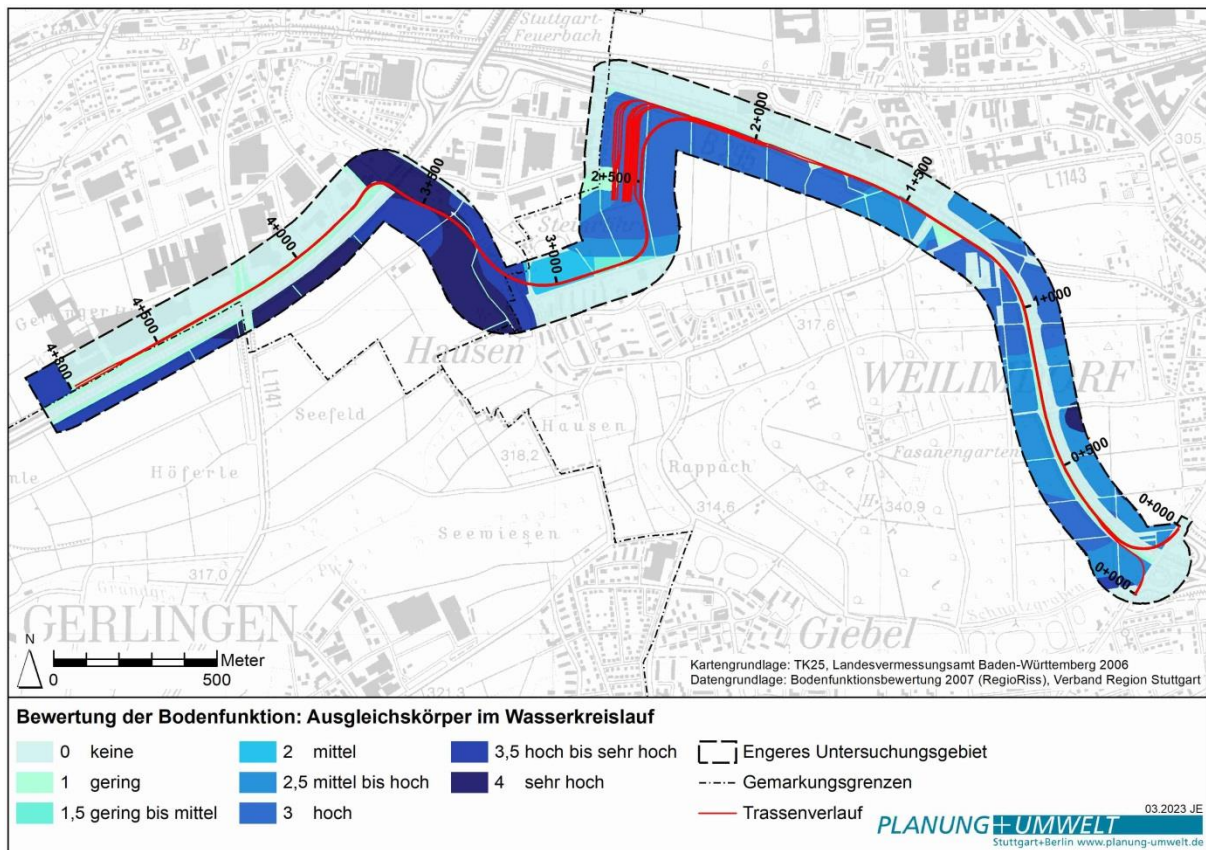 Stuttgart-
Feuerbach
305
1143
2+000
1+500
2+500
3+500
3+000
4+000
4+500
4+800
1+000
0+500
0+000
0+000
317,6
Hausen
WEILIMDORF
L1141
Seefeld
Hausen
318,2
Fasanengarten
Höferle
Rappach
340,9
314,6
Seewiesen
317,0
GERLINGEN
Giebel
321,3
N
Meter
0 500
Kartengrundlage: TK25, Landesvermessungsamt Baden-Württemberg 2006
Datengrundlage: Bodenfunktionsbewertung 2007 (RegioRiss), Verband Region Stuttgart
Bewertung der Bodenfunktion: Ausgleichskörper im Wasserkreislauf
0 keine
1 gering
1,5 gering bis mittel
2 mittel
2,5 mittel bis hoch
3 hoch
3,5 hoch bis sehr hoch
4 sehr hoch
Engeres Untersuchungsgebiet
Gemarkungsgrenzen
Trassenverlauf
03.2023 JE
PLANUNG+UMWELT
Stuttgart+Berlin www.planung-umwelt.de